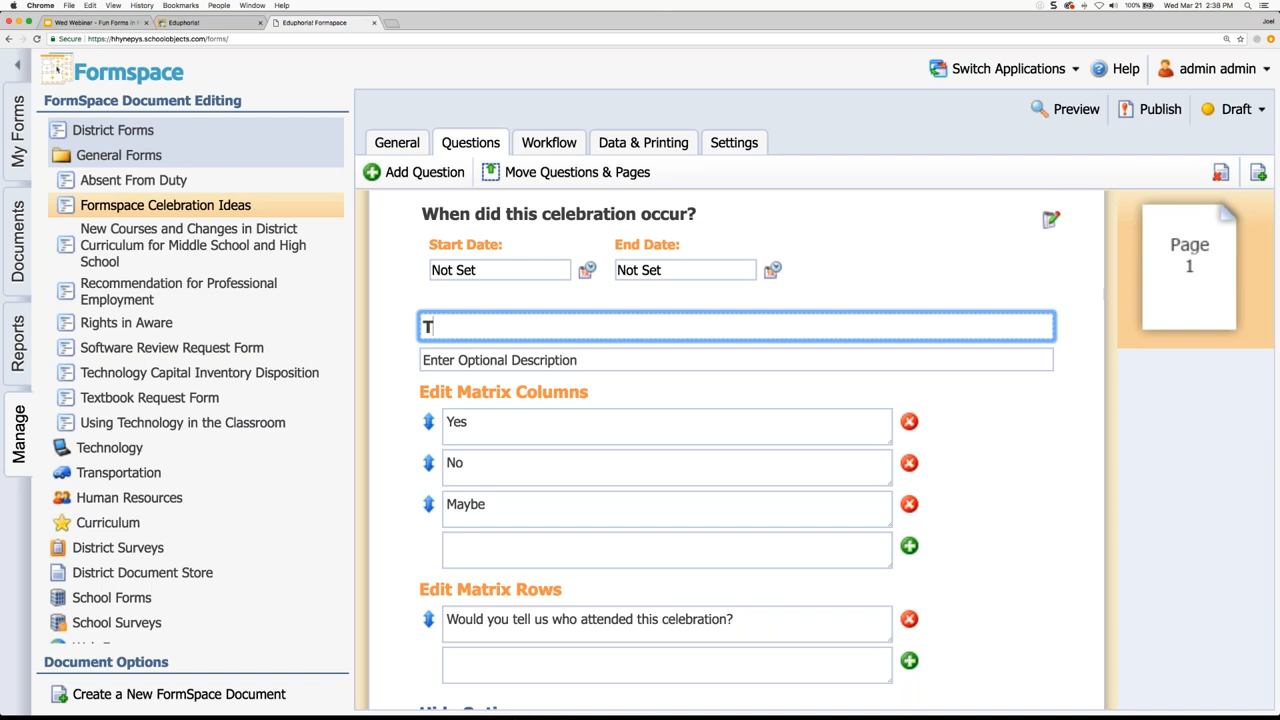 Chrome File Edit View History Bookmarks People Window Help
100% Wed Mar 21 2:38 PM
Wed Webinar - Fun Forms in F
Eduphoria!
Eduphoria! Formspace
Joel
Secure https://hhynepys.schoolobjects.com/forms/
Formspace
Switch Applications
Help
admin admin
FormSpace Document Editing
Preview
Publish
Draft
My Forms
Documents
Reports
Manage
District Forms
General Forms
Absent From Duty
Formspace Celebration Ideas
New Courses and Changes in District
Curriculum for Middle School and High
School
Recommendation for Professional
Employment
Rights in Aware
Software Review Request Form
Technology Capital Inventory Disposition
Textbook Request Form
Using Technology in the Classroom
Technology
Transportation
Human Resources
Curriculum
District Surveys
District Document Store
School Forms
School Surveys
Document Options
Create a New FormSpace Document
General
Questions
Workflow
Data & Printing
Settings
Add Question
Move Questions & Pages
When did this celebration occur?
Start Date:
End Date:
Not Set
Not Set
T
Enter Optional Description
Edit Matrix Columns
Yes
No
Maybe
Edit Matrix Rows
Would you tell us who attended this celebration?
Page
1